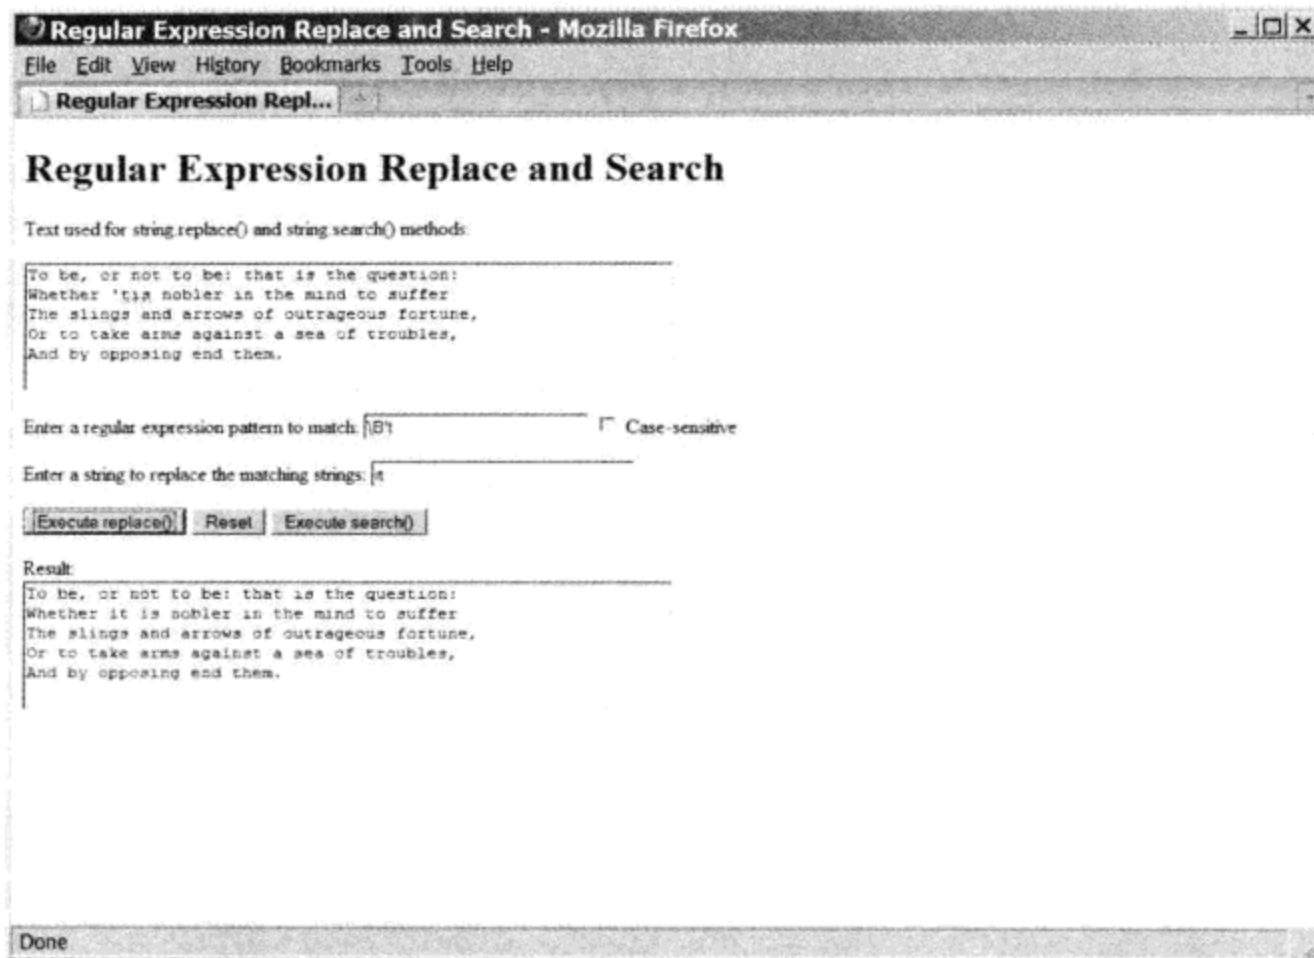 Regular Expression Replace and Search - Mozilla Firefox
File Edit View History Bookmarks Tools Help
Regular Expression Repl...
Regular Expression Replace and Search
Text used for string.replace() and string.search() methods:
To be, or not to be: that is the question:
Whether 'tis nobler in the mind to suffer
The slings and arrows of outrageous fortune,
Or to take arms against a sea of troubles,
And by opposing end them.
Enter a regular expression pattern to match: \B't Case-sensitive
Enter a string to replace the matching strings:
Execute replace() Reset Execute search()
Result:
To be, or not to be: that is the question:
Whether it is nobler in the mind to suffer
The slings and arrows of outrageous fortune,
Or to take arms against a sea of troubles,
And by opposing end them.
Done